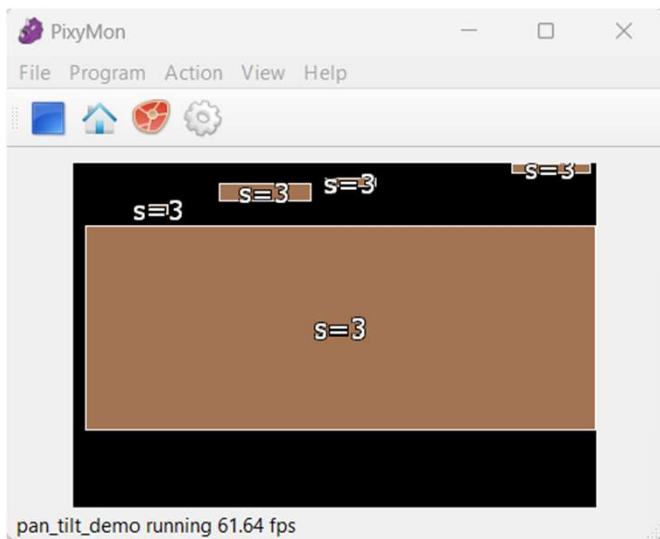 PixyMon
File Program Action View Help
s=3
s=3 s=3
s=3
s=3
pan_tilt_demo running 61.64 fps